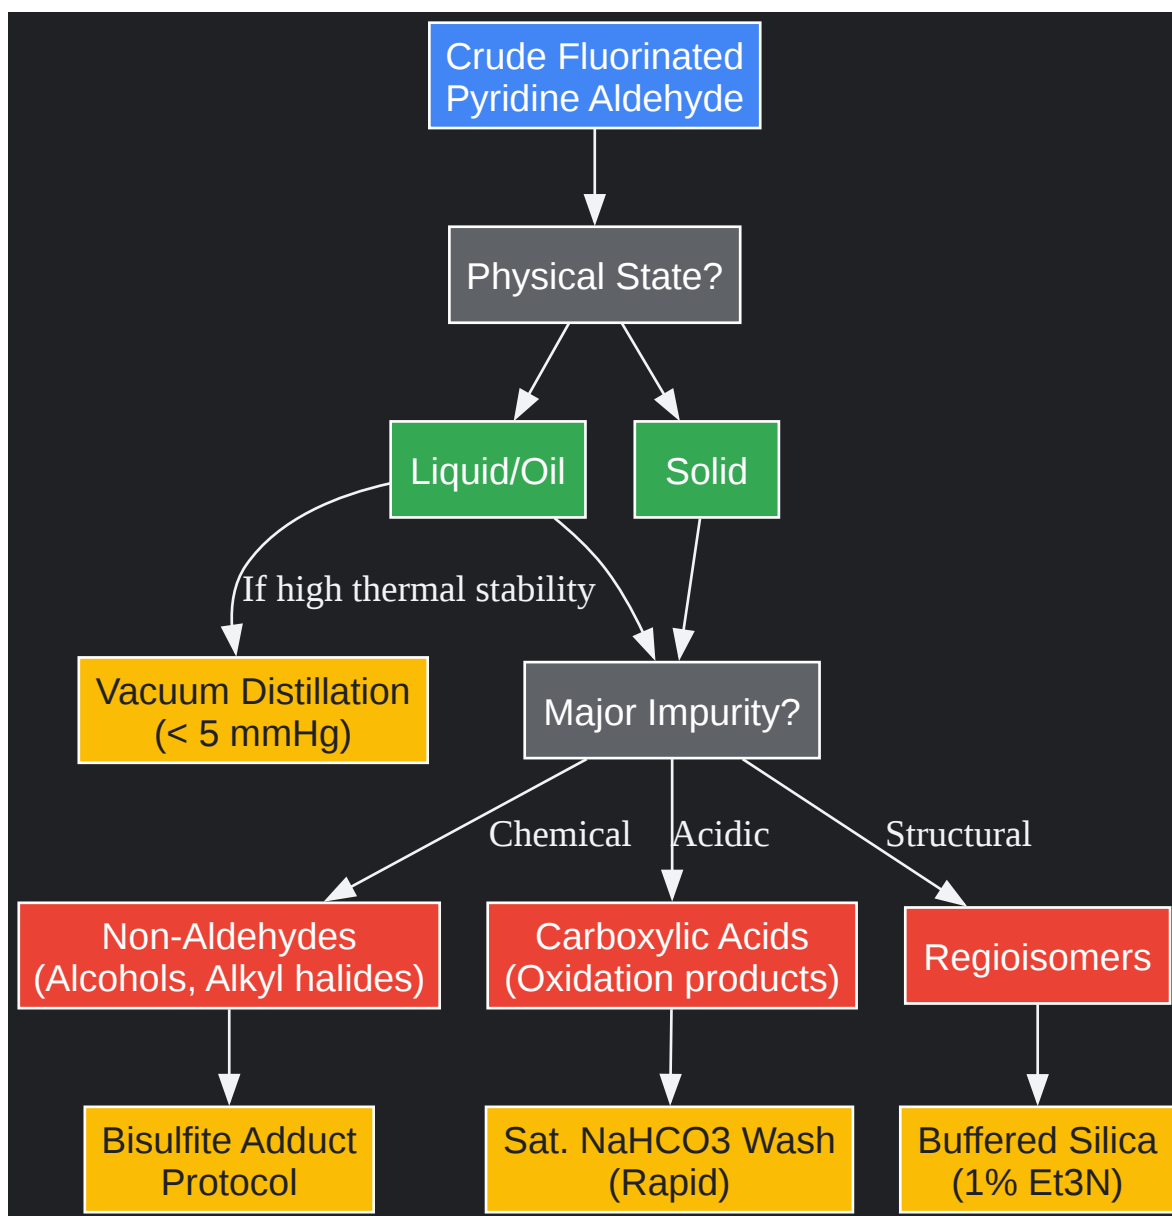 Crude Fluorinated
Pyridine Aldehyde
Physical State?
Liquid/Oil
Solid
If high thermal stability
Vacuum Distillation
(< 5 mmHg)
Major Impurity?
Chemical
Acidic
Structural
Non-Aldehydes
(Alcohols, Alkyl halides)
Carboxylic Acids
(Oxidation products)
Regioisomers
Bisulfite Adduct
Protocol
Sat. NaHCO3 Wash
(Rapid)
Buffered Silica
(1% Et3N)